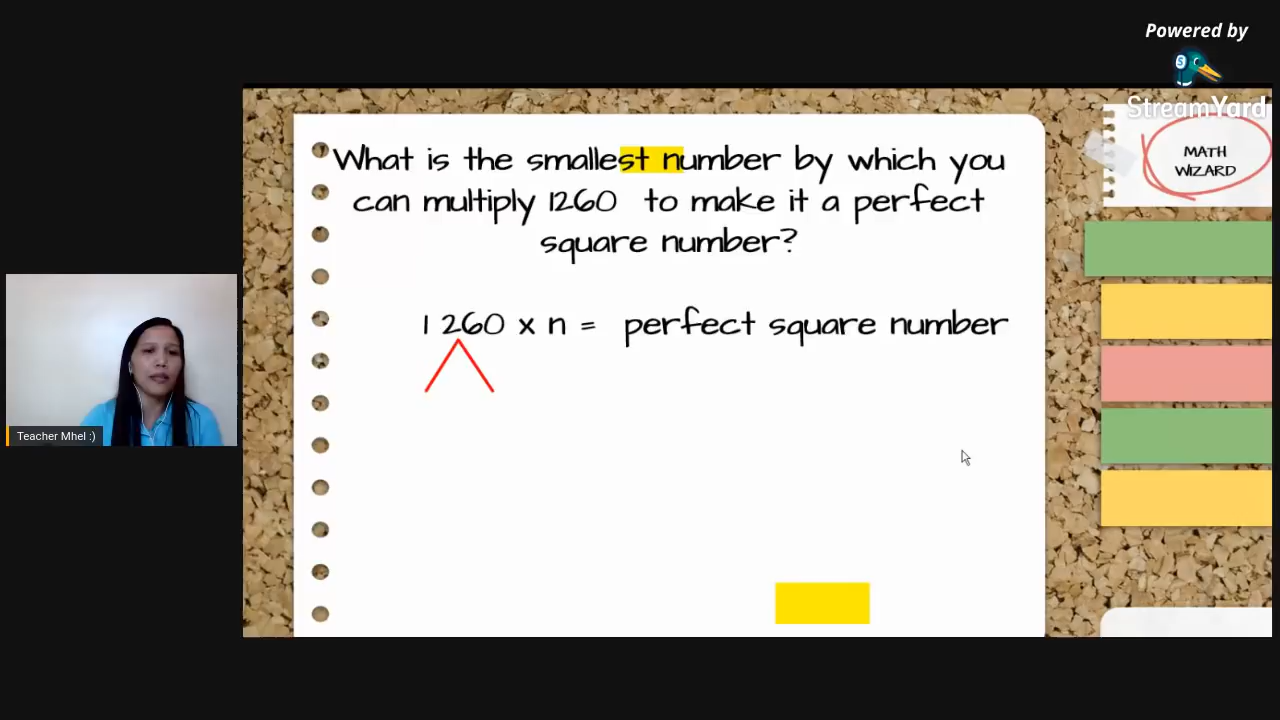 Powered by
StreamYard
MATH
WIZARD
What is the smallest number by which you
can multiply 1260 to make it a perfect
square number?
1 260 x n = perfect square number
Teacher Mhel :)